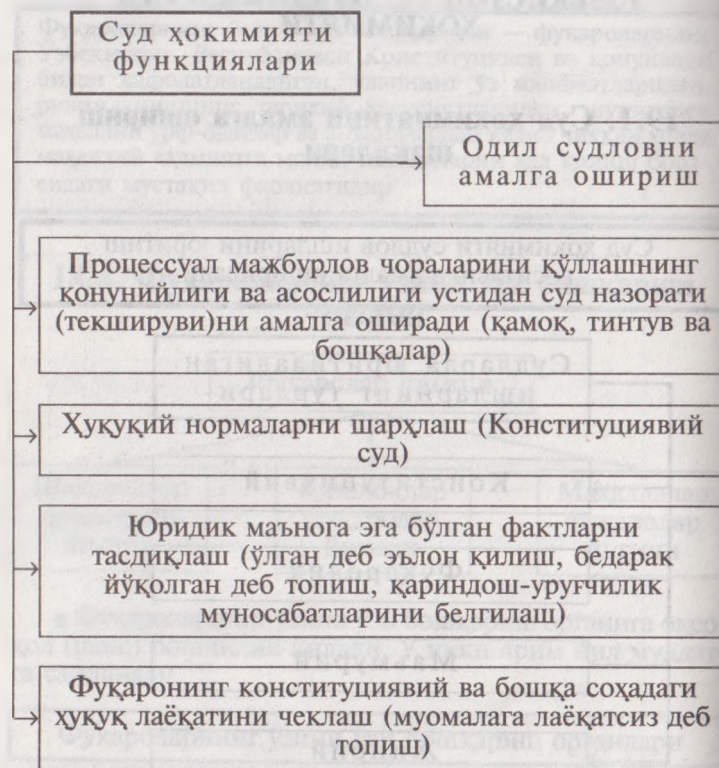 Суд ҳокимияти
функциялари
Одил судловни
амалга ошириш
Процессуал мажбурлов чораларини қўллашнинг
қонунийлиги ва асослилиги устидан суд назорати
(текшируви)ни амалга оширади (қамоқ, тинтув ва
бошқалар)
Ҳуқуқий нормаларни шарҳлаш (Конституциявий
суд)
Юридик маънога эга бўлган фактларни
тасдиқлаш (ўлган деб эълон қилиш, бедарак
йўқолган деб топиш, қариндош-уруғчилик
муносабатларини белгилаш)
Фуқаронинг конституциявий ва бошқа соҳадаги
ҳуқуқ лаёқатини чеклаш (муомалага лаёқатсиз деб
топиш)